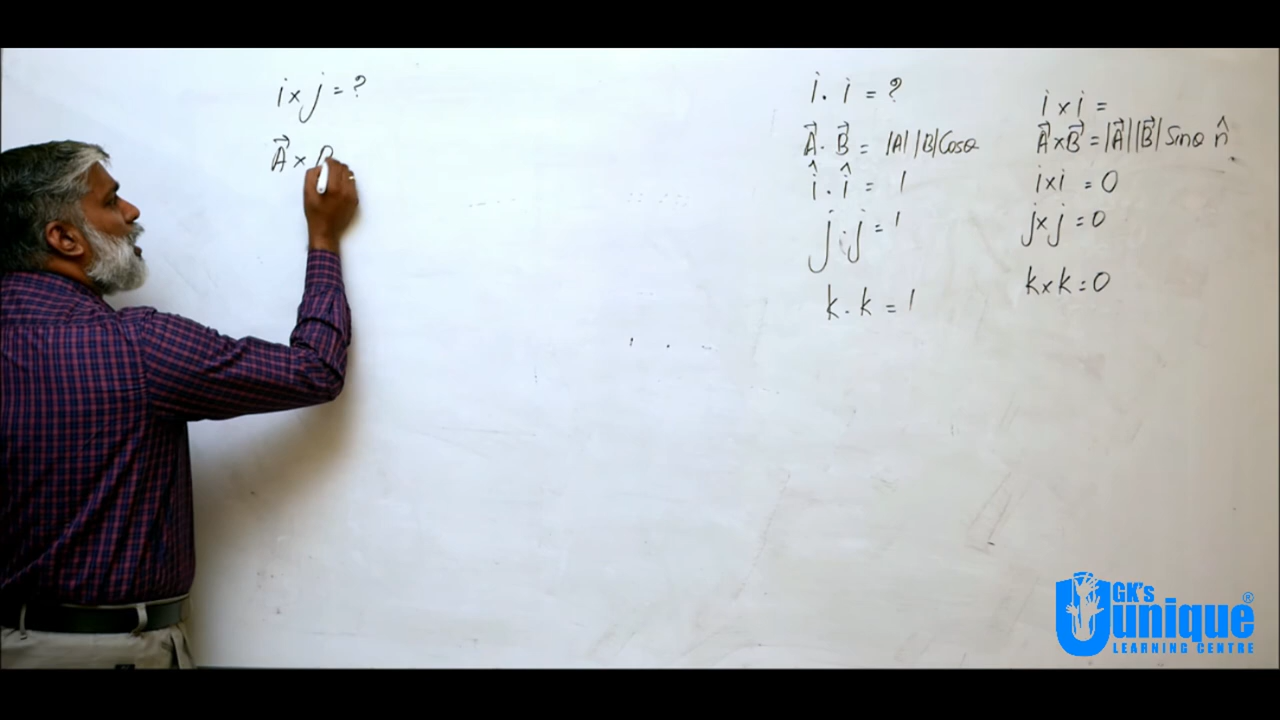 i × j = ?
A⃗ × B
i . i = ?
A⃗ . B⃗ = |A| |B| Cosθ
î . î = 1
j . j = 1
k . k = 1
i × i =
A⃗ × B⃗ = |A⃗| |B⃗| Sinθ n̂
i × i = 0
j × j = 0
k × k = 0
GK's
unique®
LEARNING CENTRE